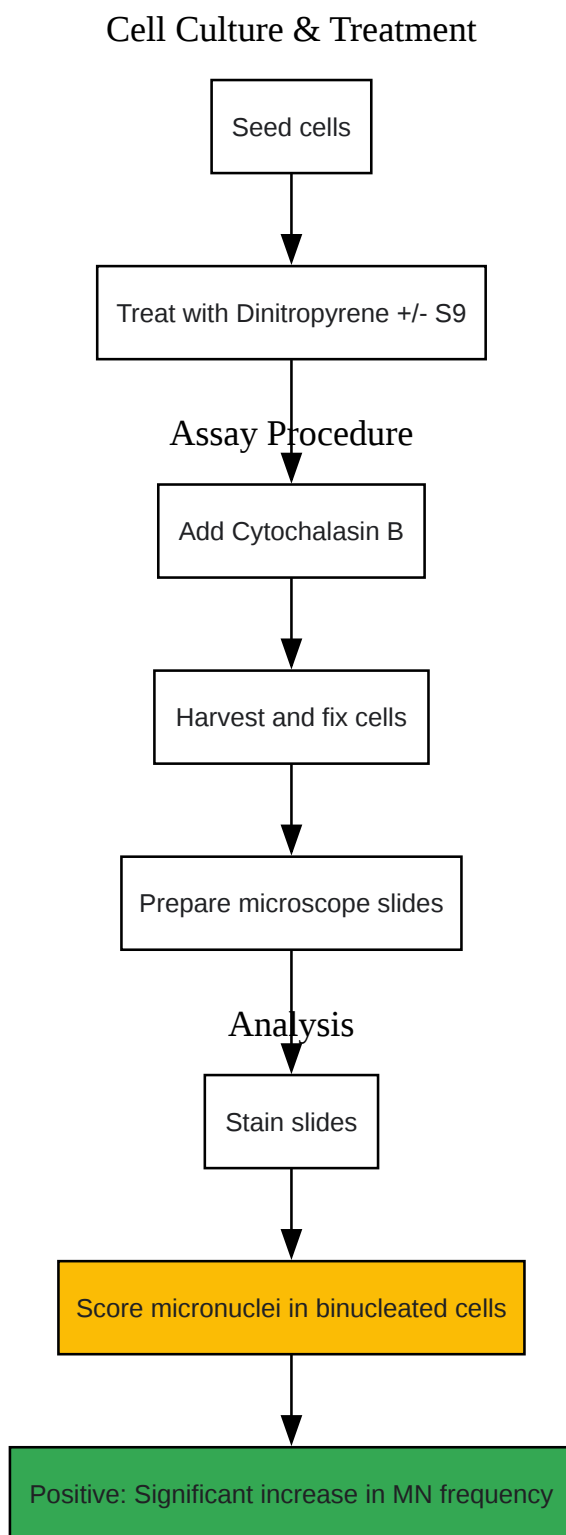 Cell Culture & Treatment
Seed cells
Treat with Dinitropyrene +/- S9
Assay Procedure
Add Cytochalasin B
Harvest and fix cells
Prepare microscope slides
Analysis
Stain slides
Score micronuclei in binucleated cells
Positive: Significant increase in MN frequency